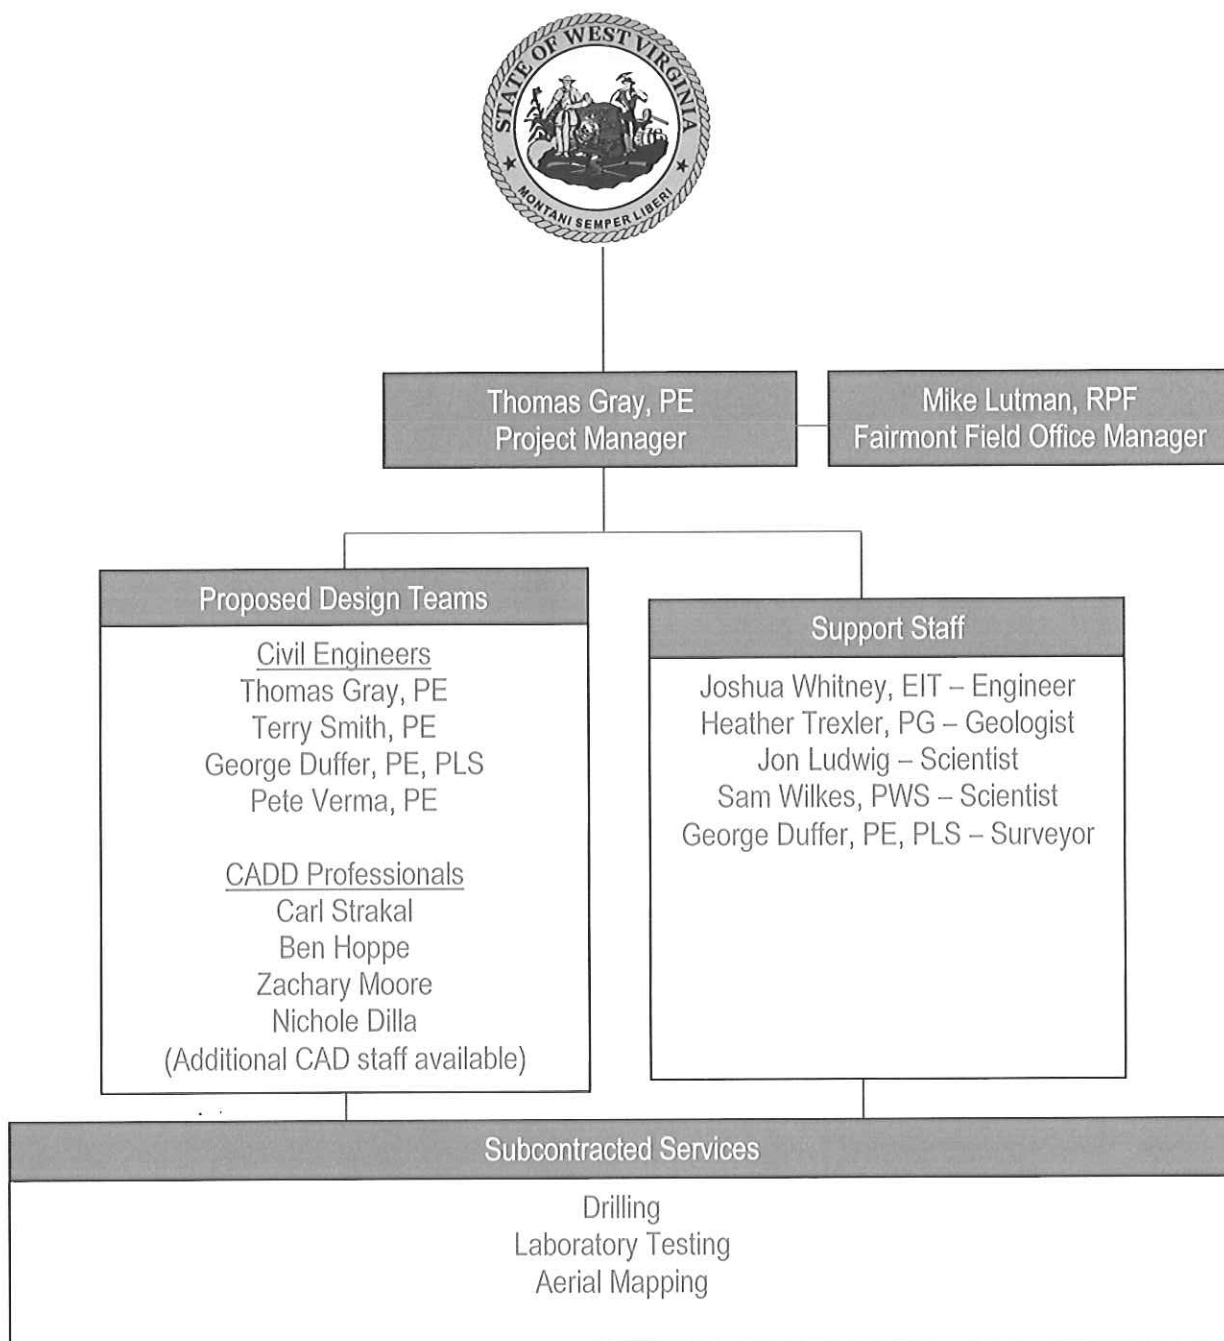 STATE OF WEST VIRGINIA
MONTANI SEMPER LIBERI
Thomas Gray, PE
Project Manager
Mike Lutman, RPF
Fairmont Field Office Manager
Proposed Design Teams
Civil Engineers
Thomas Gray, PE
Terry Smith, PE
George Duffer, PE, PLS
Pete Verma, PE
CADD Professionals
Carl Strakal
Ben Hoppe
Zachary Moore
Nichole Dilla
(Additional CAD staff available)
Support Staff
Joshua Whitney, EIT – Engineer
Heather Trexler, PG – Geologist
Jon Ludwig – Scientist
Sam Wilkes, PWS – Scientist
George Duffer, PE, PLS – Surveyor
Subcontracted Services
Drilling
Laboratory Testing
Aerial Mapping